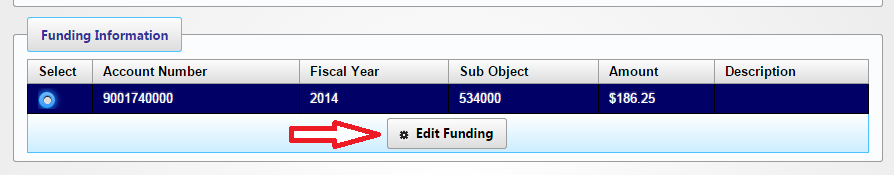 Funding Information
Select Account Number Fiscal Year Sub Object Amount Description
9001740000 2014 534000 $186.25
Edit Funding